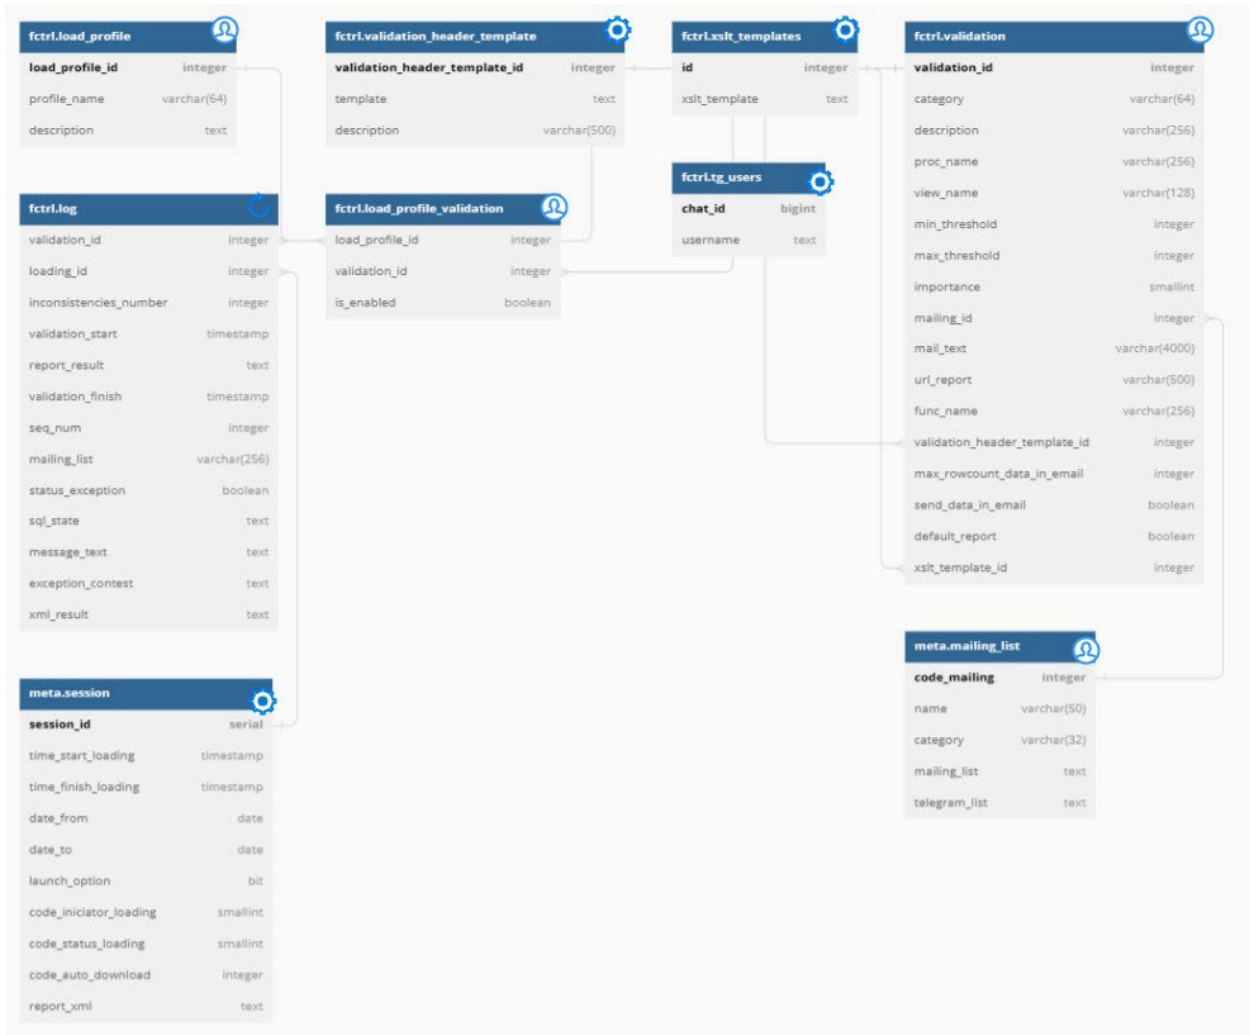 fctrl.load_profile
load_profile_id integer
profile_name varchar(64)
description text
fctrl.validation_header_template
validation_header_template_id integer
template text
description varchar(500)
fctrl.xslt_templates
id integer
xslt_template text
fctrl.validation
validation_id integer
category varchar(64)
description varchar(256)
proc_name varchar(256)
view_name varchar(128)
min_threshold integer
max_threshold integer
importance smallint
mailing_id integer
mail_text varchar(4000)
url_report varchar(500)
func_name varchar(256)
validation_header_template_id integer
max_rowcount_data_in_email integer
send_data_in_email boolean
default_report boolean
xslt_template_id integer
fctrl.tg_users
chat_id bigint
username text
fctrl.log
validation_id integer
loading_id integer
inconsistencies_number integer
validation_start timestamp
report_result text
validation_finish timestamp
seq_num integer
mailing_list varchar(256)
status_exception boolean
sql_state text
message_text text
exception_contest text
xml_result text
fctrl.load_profile_validation
load_profile_id integer
validation_id integer
is_enabled boolean
meta.mailing_list
code_mailing integer
name varchar(50)
category varchar(32)
mailing_list text
telegram_list text
meta.session
session_id serial
time_start_loading timestamp
time_finish_loading timestamp
date_from date
date_to date
launch_option bit
code_iniciator_loading smallint
code_status_loading smallint
code_auto_download integer
report_xml text